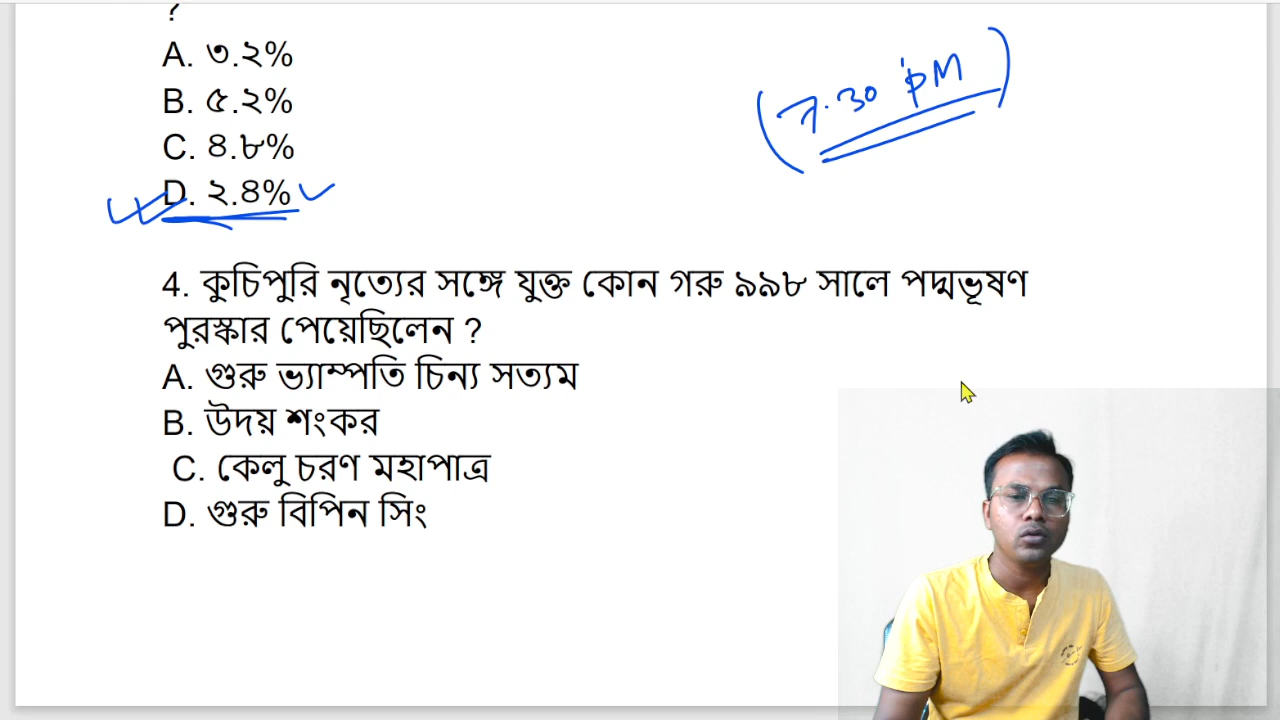 ?
A. ৩.২%
B. ৫.২%
C. ৪.৮%
D. ২.৪%
(7.30 PM)
4. কুচিপুরি নৃত্যের সঙ্গে যুক্ত কোন গরু ৯৯৮ সালে পদ্মভূষণ
পুরস্কার পেয়েছিলেন ?
A. গুরু ভ্যাম্পতি চিন্য সত্যম
B. উদয় শংকর
C. কেলু চরণ মহাপাত্র
D. গুরু বিপিন সিং